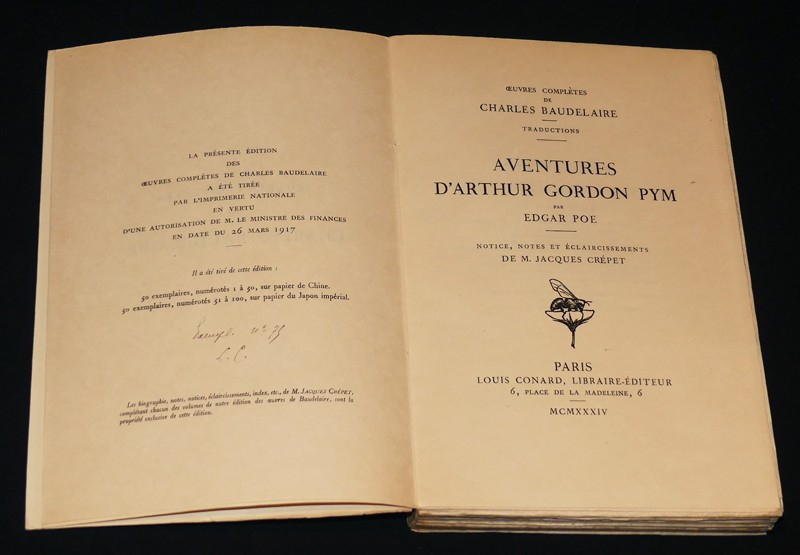 LA PRÉSENTE ÉDITION
DES
ŒUVRES COMPLÈTES DE CHARLES BAUDELAIRE
A ÉTÉ TIRÉE
PAR L'IMPRIMERIE NATIONALE
EN VERTU
D'UNE AUTORISATION DE M. LE MINISTRE DES FINANCES
EN DATE DU 26 MARS 1917
Il a été tiré de cette édition :
50 exemplaires, numérotés 1 à 50, sur papier de Chine.
50 exemplaires, numérotés 51 à 100, sur papier du Japon impérial.
Exempl. nº 75
L. C.
Les biographie, notes, notices, éclaircissements, index, etc., de M. JACQUES CRÉPET,
complétant chacun des volumes de notre édition des œuvres de Baudelaire, sont la
propriété exclusive de cette édition.
ŒUVRES COMPLÈTES
DE
CHARLES BAUDELAIRE
TRADUCTIONS
AVENTURES
D'ARTHUR GORDON PYM
PAR
EDGAR POE
NOTICE, NOTES ET ÉCLAIRCISSEMENTS
DE M. JACQUES CRÉPET
PARIS
LOUIS CONARD, LIBRAIRE-ÉDITEUR
6, PLACE DE LA MADELEINE, 6
MCMXXXIV